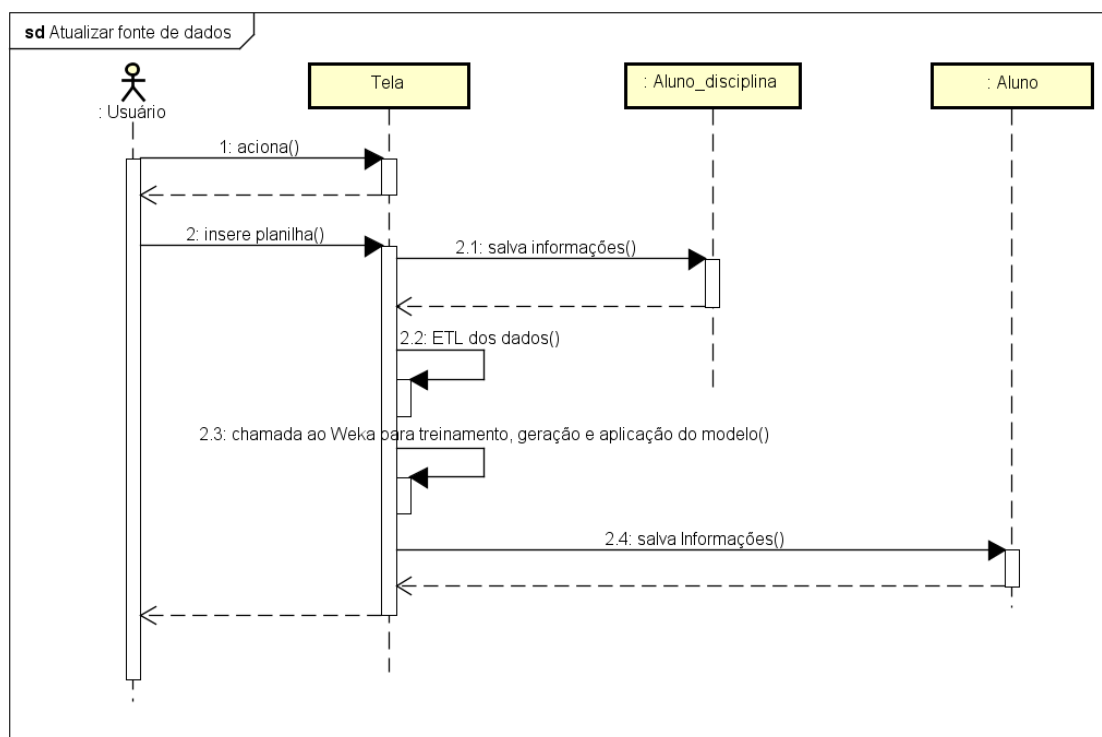 sd Atualizar fonte de dados
: Usuário
Tela
: Aluno_disciplina
: Aluno
1: aciona()
2: insere planilha()
2.1: salva informações()
2.2: ETL dos dados()
2.3: chamada ao Weka para treinamento, geração e aplicação do modelo()
2.4: salva Informações()